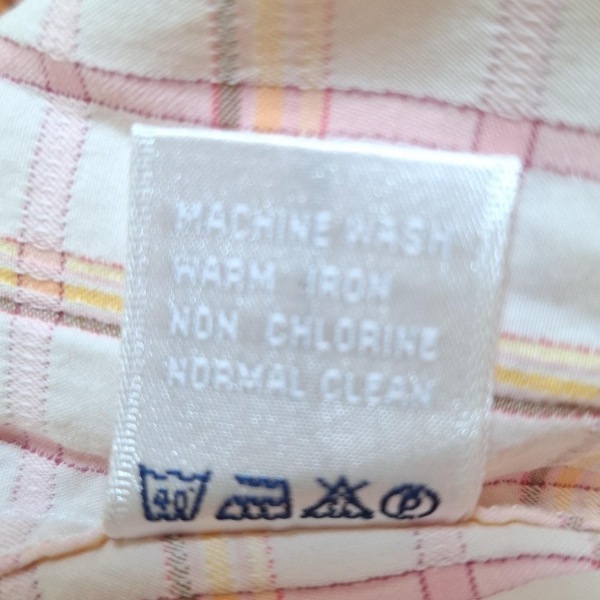 MACHINE WASH
WARM IRON
NON CHLORINE
NORMAL CLEAN
40° P